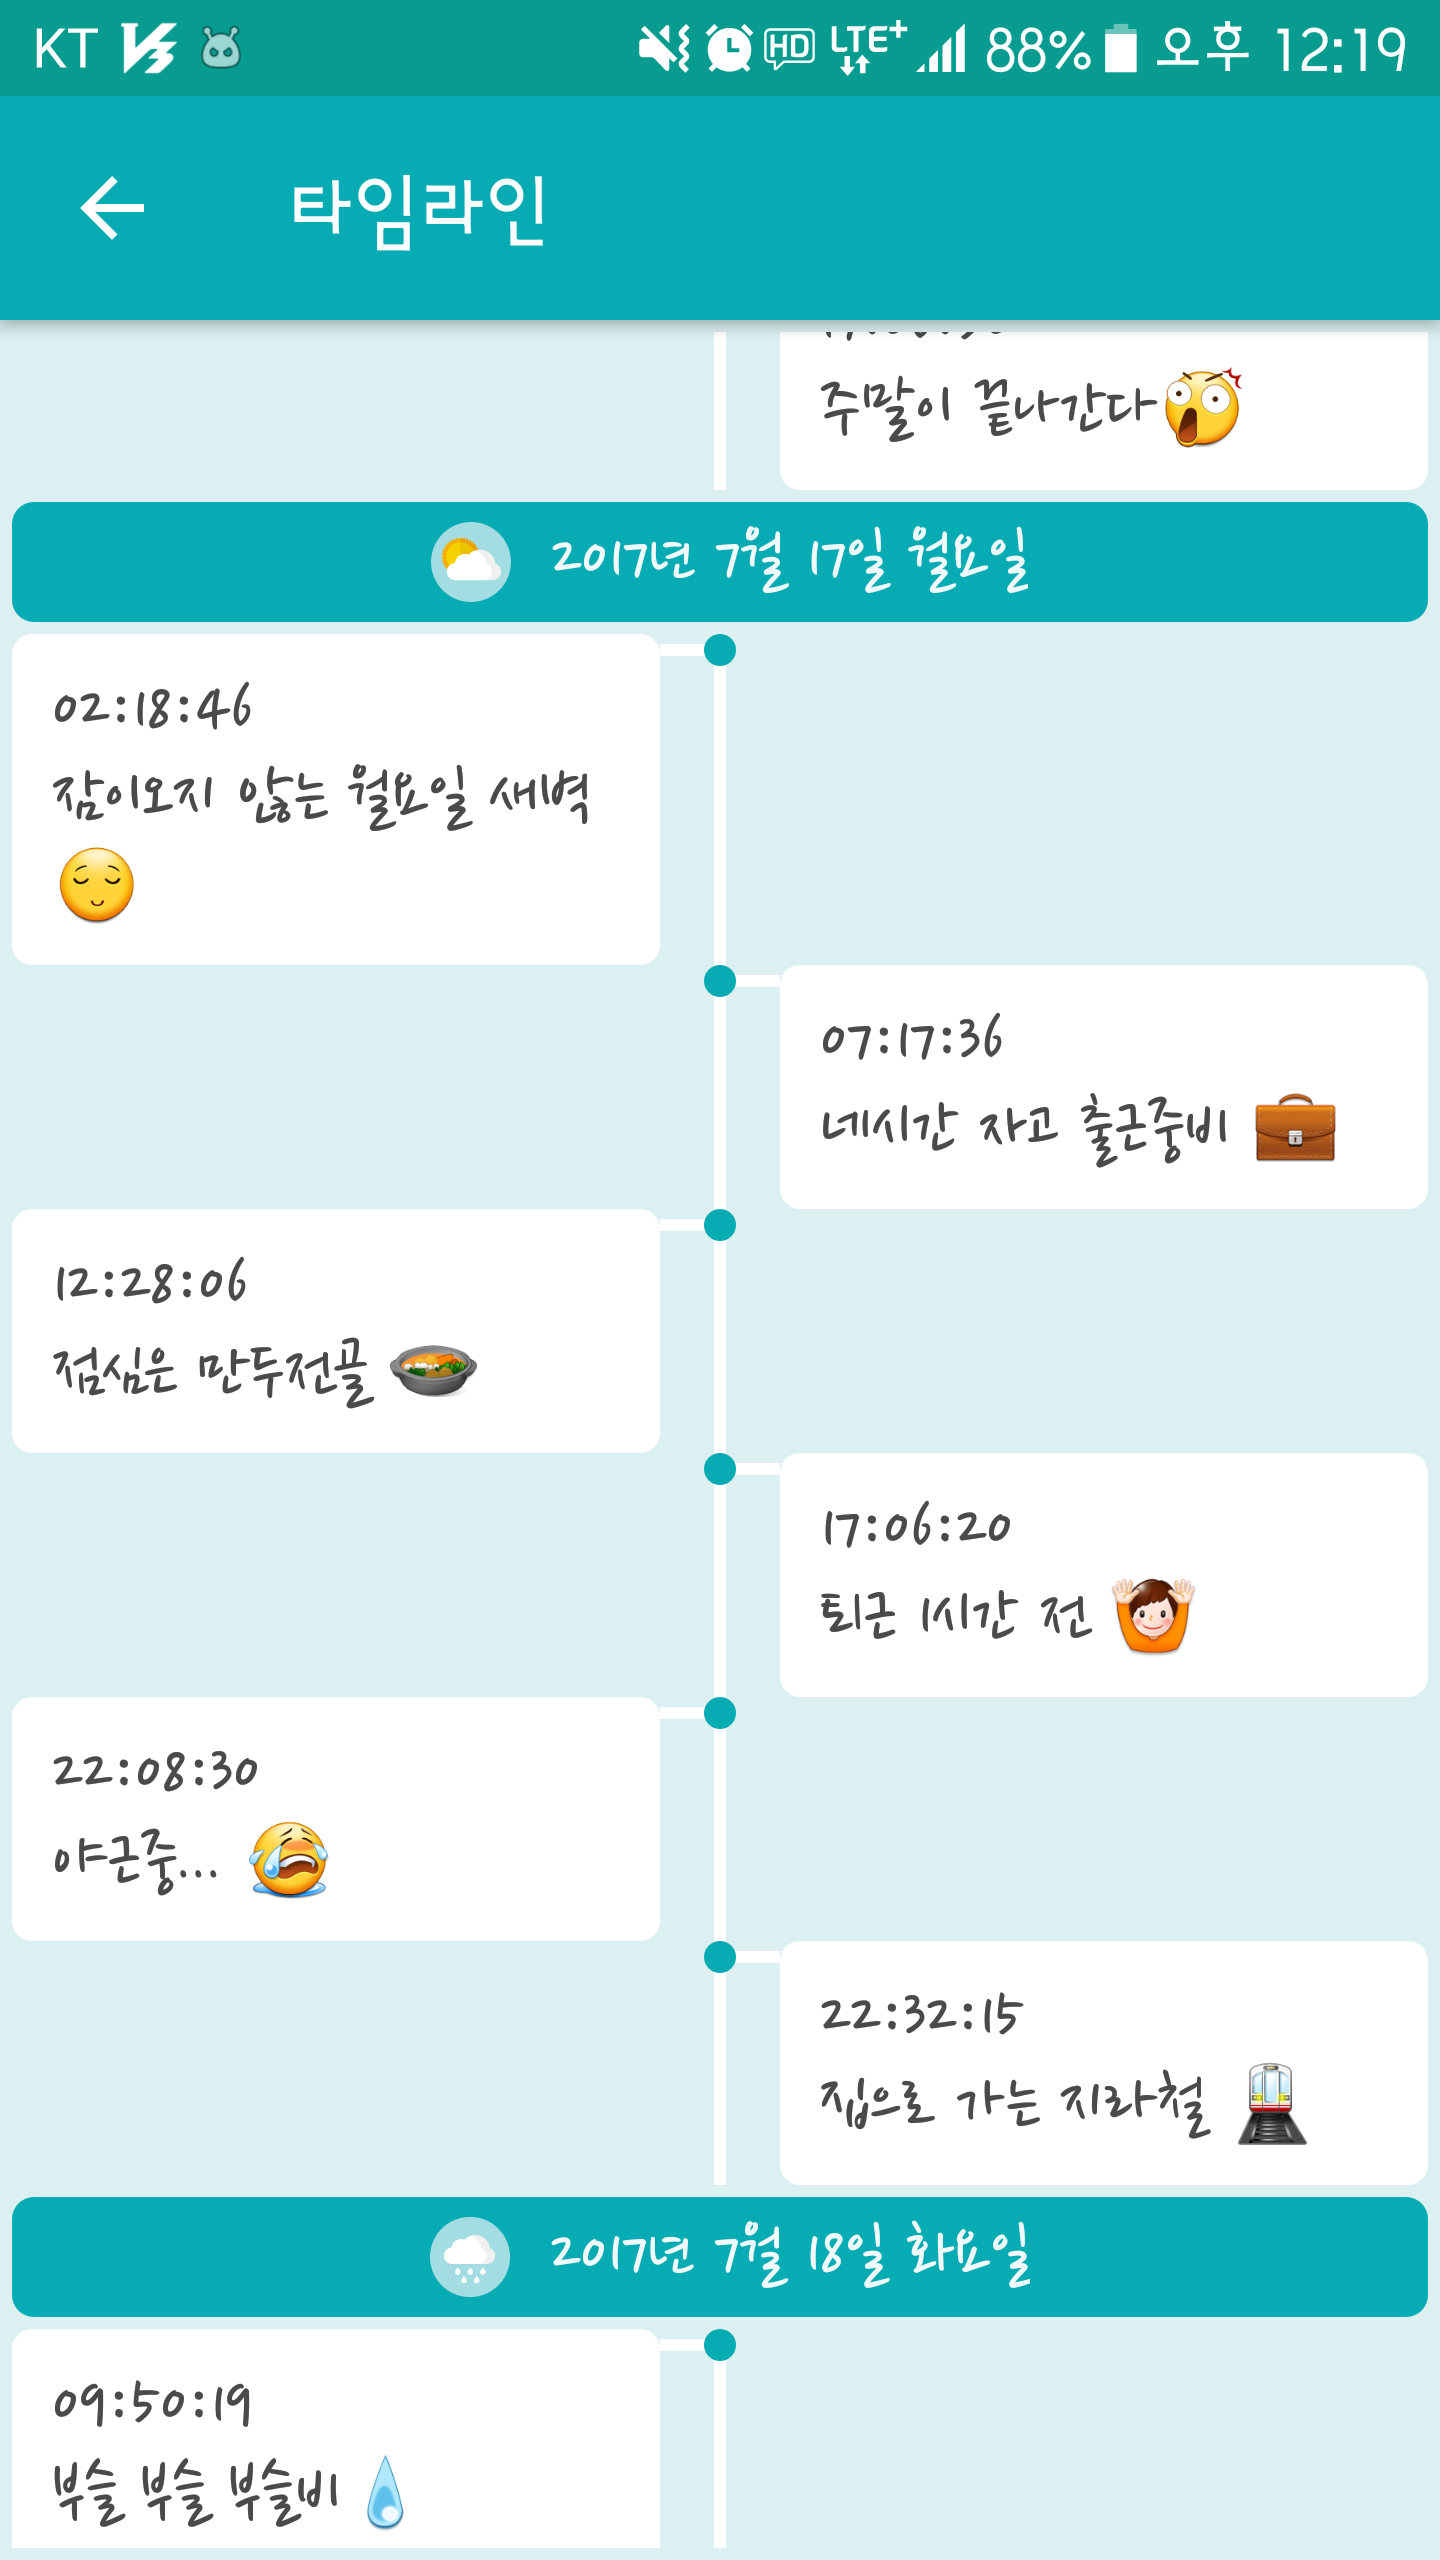 KT HD LTE+ 88% 오후 12:19
타임라인
주말이 끝나간다
2017년 7월 17일 월요일
02:18:46
잠이오지 않는 월요일 새벽
07:17:36
네시간 자고 출근준비
12:28:06
점심은 만두전골
17:06:20
퇴근 1시간 전
22:08:30
야근중...
22:32:15
집으로 가는 지라철
2017년 7월 18일 화요일
09:50:19
부슬 부슬 부슬비